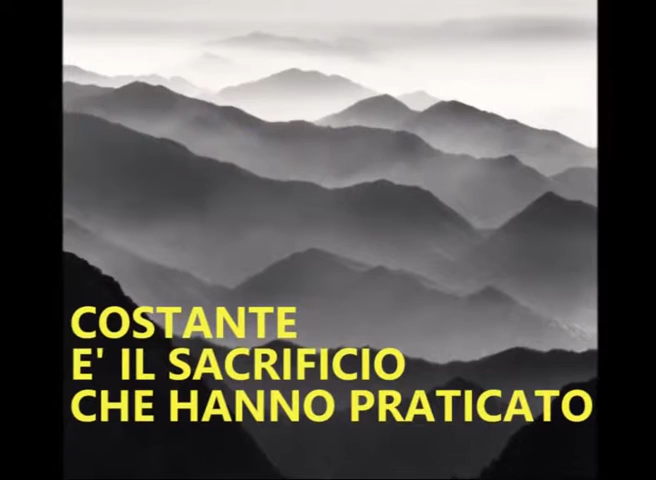 COSTANTE
E' IL SACRIFICIO
CHE HANNO PRATICATO